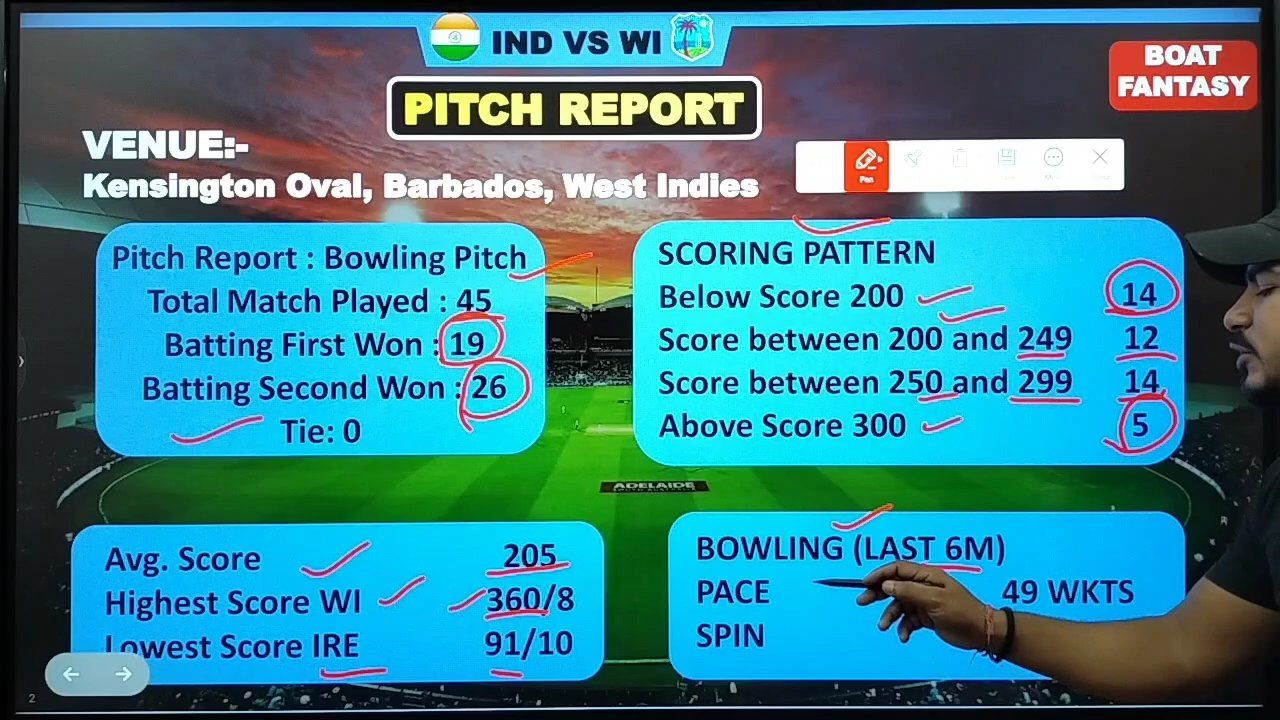 IND VS WI
BOAT
FANTASY
PITCH REPORT
VENUE:-
Kensington Oval, Barbados, West Indies
Pen
Pitch Report : Bowling Pitch
Total Match Played : 45
Batting First Won : 19
Batting Second Won : 26
Tie: 0
SCORING PATTERN
Below Score 200 14
Score between 200 and 249 12
Score between 250 and 299 14
Above Score 300 5
ADELAIDE
Avg. Score 205
Highest Score WI 360/8
Lowest Score IRE 91/10
BOWLING (LAST 6M)
PACE 49 WKTS
SPIN
2